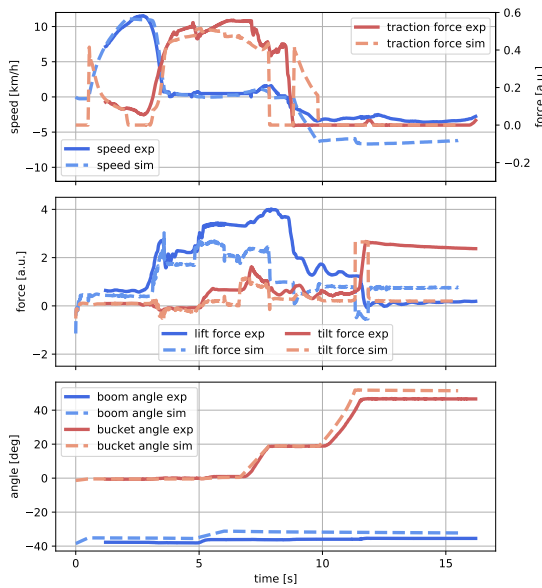 10
5
0
−5
−10
speed [km/h]
0.6
0.4
0.2
0.0
−0.2
force [a.u.]
traction force exp
traction force sim
speed exp
speed sim
4
2
0
−2
force [a.u.]
lift force exp
lift force sim
tilt force exp
tilt force sim
40
20
0
−20
−40
angle [deg]
boom angle exp
boom angle sim
bucket angle exp
bucket angle sim
0 5 10 15
time [s]